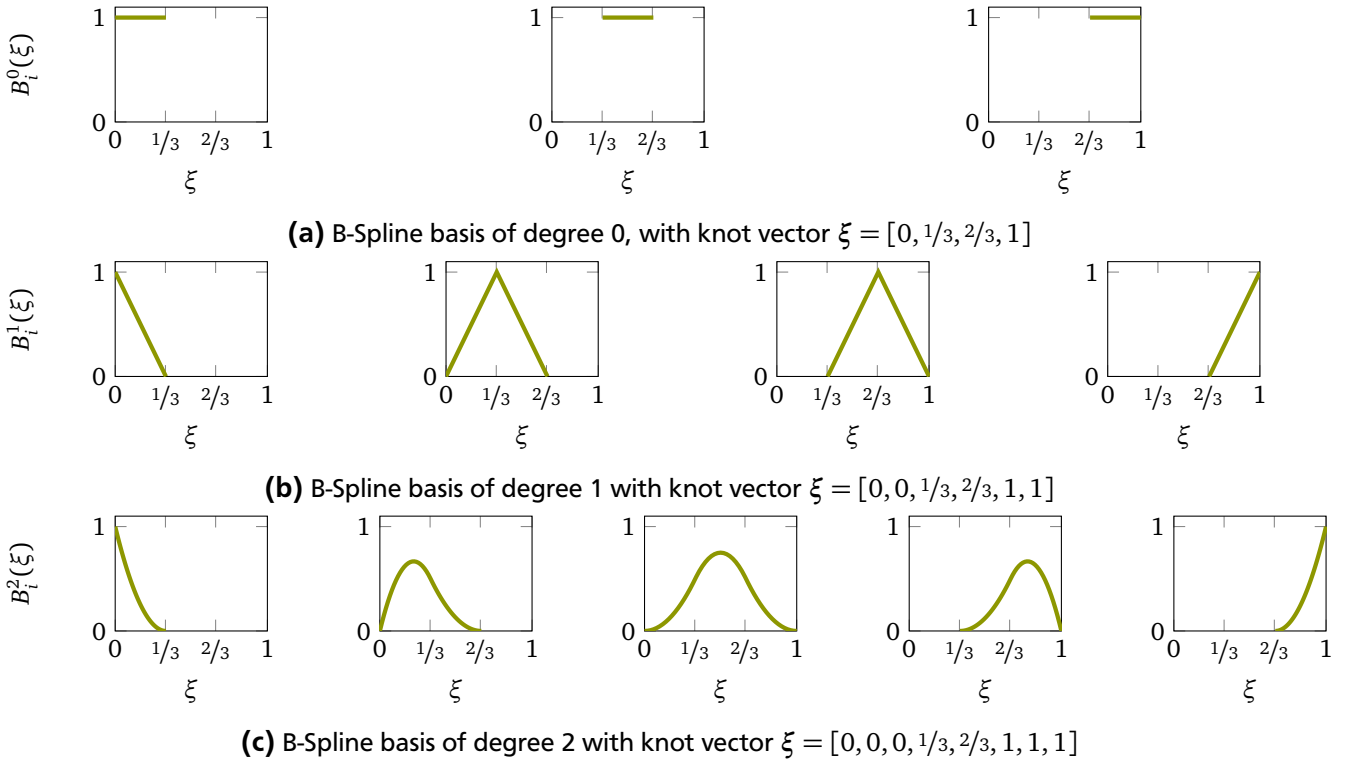 B_i^0(ξ)
1
0
0 1/3 2/3 1
ξ
1
0
0 1/3 2/3 1
ξ
1
0
0 1/3 2/3 1
ξ
(a) B-Spline basis of degree 0, with knot vector ξ = [0, 1/3, 2/3, 1]
B_i^1(ξ)
1
0
0 1/3 2/3 1
ξ
1
0
0 1/3 2/3 1
ξ
1
0
0 1/3 2/3 1
ξ
1
0
0 1/3 2/3 1
ξ
(b) B-Spline basis of degree 1 with knot vector ξ = [0, 0, 1/3, 2/3, 1, 1]
B_i^2(ξ)
1
0
0 1/3 2/3 1
ξ
1
0
0 1/3 2/3 1
ξ
1
0
0 1/3 2/3 1
ξ
1
0
0 1/3 2/3 1
ξ
1
0
0 1/3 2/3 1
ξ
(c) B-Spline basis of degree 2 with knot vector ξ = [0, 0, 0, 1/3, 2/3, 1, 1, 1]